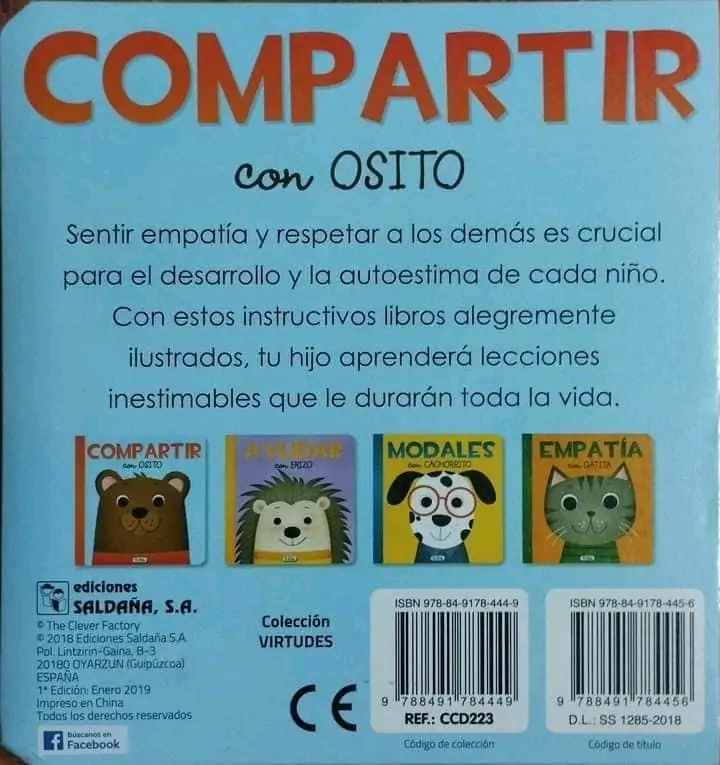 COMPARTIR
con OSITO
Sentir empatía y respetar a los demás es crucial
para el desarrollo y la autoestima de cada niño.
Con estos instructivos libros alegremente
ilustrados, tu hijo aprenderá lecciones
inestimables que le durarán toda la vida.
COMPARTIR
con OSITO
AYUDAR
con ERIZO
MODALES
con CACHORRITO
EMPATÍA
con GATITA
ediciones
SALDAÑA, S.A.
© The Clever Factory
© 2018 Ediciones Saldaña S.A.
Pol. Lintzirin-Gaina, B-3
20180 OYARZUN (Guipúzcoa)
ESPAÑA
1ª Edición: Enero 2019
Impreso en China
Todos los derechos reservados
Búscanos en
Facebook
Colección
VIRTUDES
CE
ISBN 978-84-9178-444-9
9 788491 784449
REF.: CCD223
Código de colección
ISBN 978-84-9178-445-6
9 788491 784456
D.L.: SS 1285-2018
Código de título